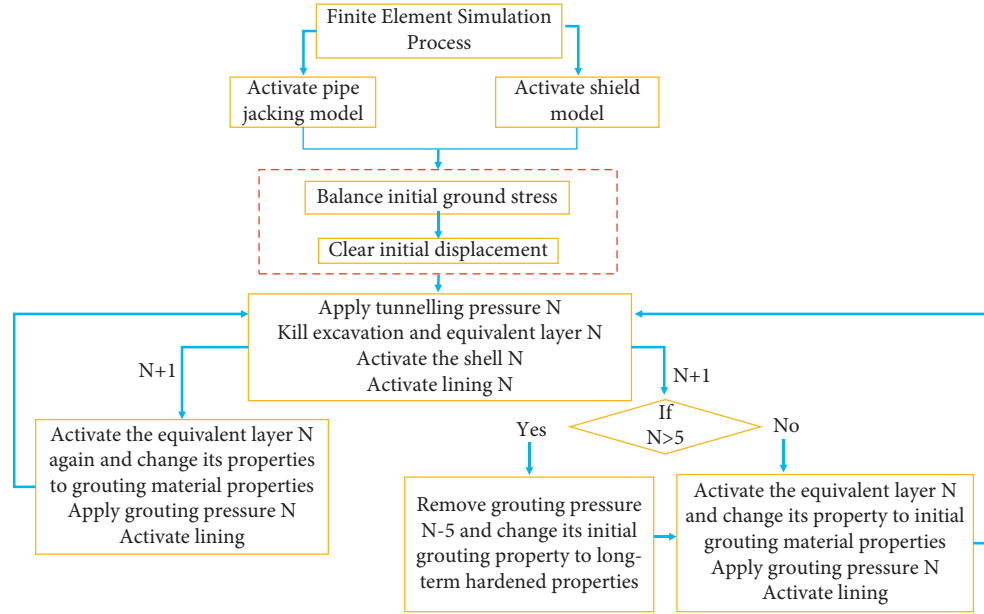 Finite Element Simulation
Process
Activate pipe
jacking model
Activate shield
model
Balance initial ground stress
Clear initial displacement
Apply tunnelling pressure N
Kill excavation and equivalent layer N
Activate the shell N
Activate lining N
N+1
N+1
If
N>5
Yes
No
Activate the equivalent layer N
again and change its properties
to grouting material properties
Apply grouting pressure N
Activate lining
Remove grouting pressure
N-5 and change its initial
grouting property to long-
term hardened properties
Activate the equivalent layer N
and change its property to initial
grouting material properties
Apply grouting pressure N
Activate lining